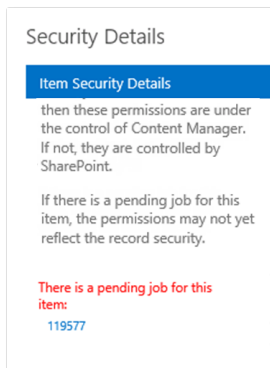 Security Details
Item Security Details
then these permissions are under
the control of Content Manager.
If not, they are controlled by
SharePoint.
If there is a pending job for this
item, the permissions may not yet
reflect the record security.
There is a pending job for this
item:
119577